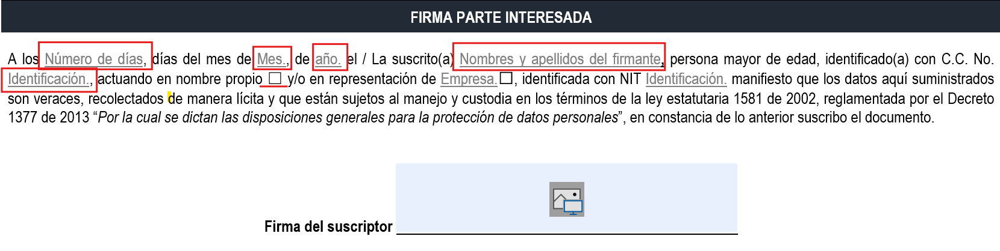 FIRMA PARTE INTERESADA
A los Número de días, días del mes de Mes., de año. el / La suscrito(a) Nombres y apellidos del firmante, persona mayor de edad, identificado(a) con C.C. No.
Identificación., actuando en nombre propio ☐ y/o en representación de Empresa.☐, identificada con NIT Identificación. manifiesto que los datos aquí suministrados
son veraces, recolectados de manera lícita y que están sujetos al manejo y custodia en los términos de la ley estatutaria 1581 de 2002, reglamentada por el Decreto
1377 de 2013 “Por la cual se dictan las disposiciones generales para la protección de datos personales”, en constancia de lo anterior suscribo el documento.
Firma del suscriptor